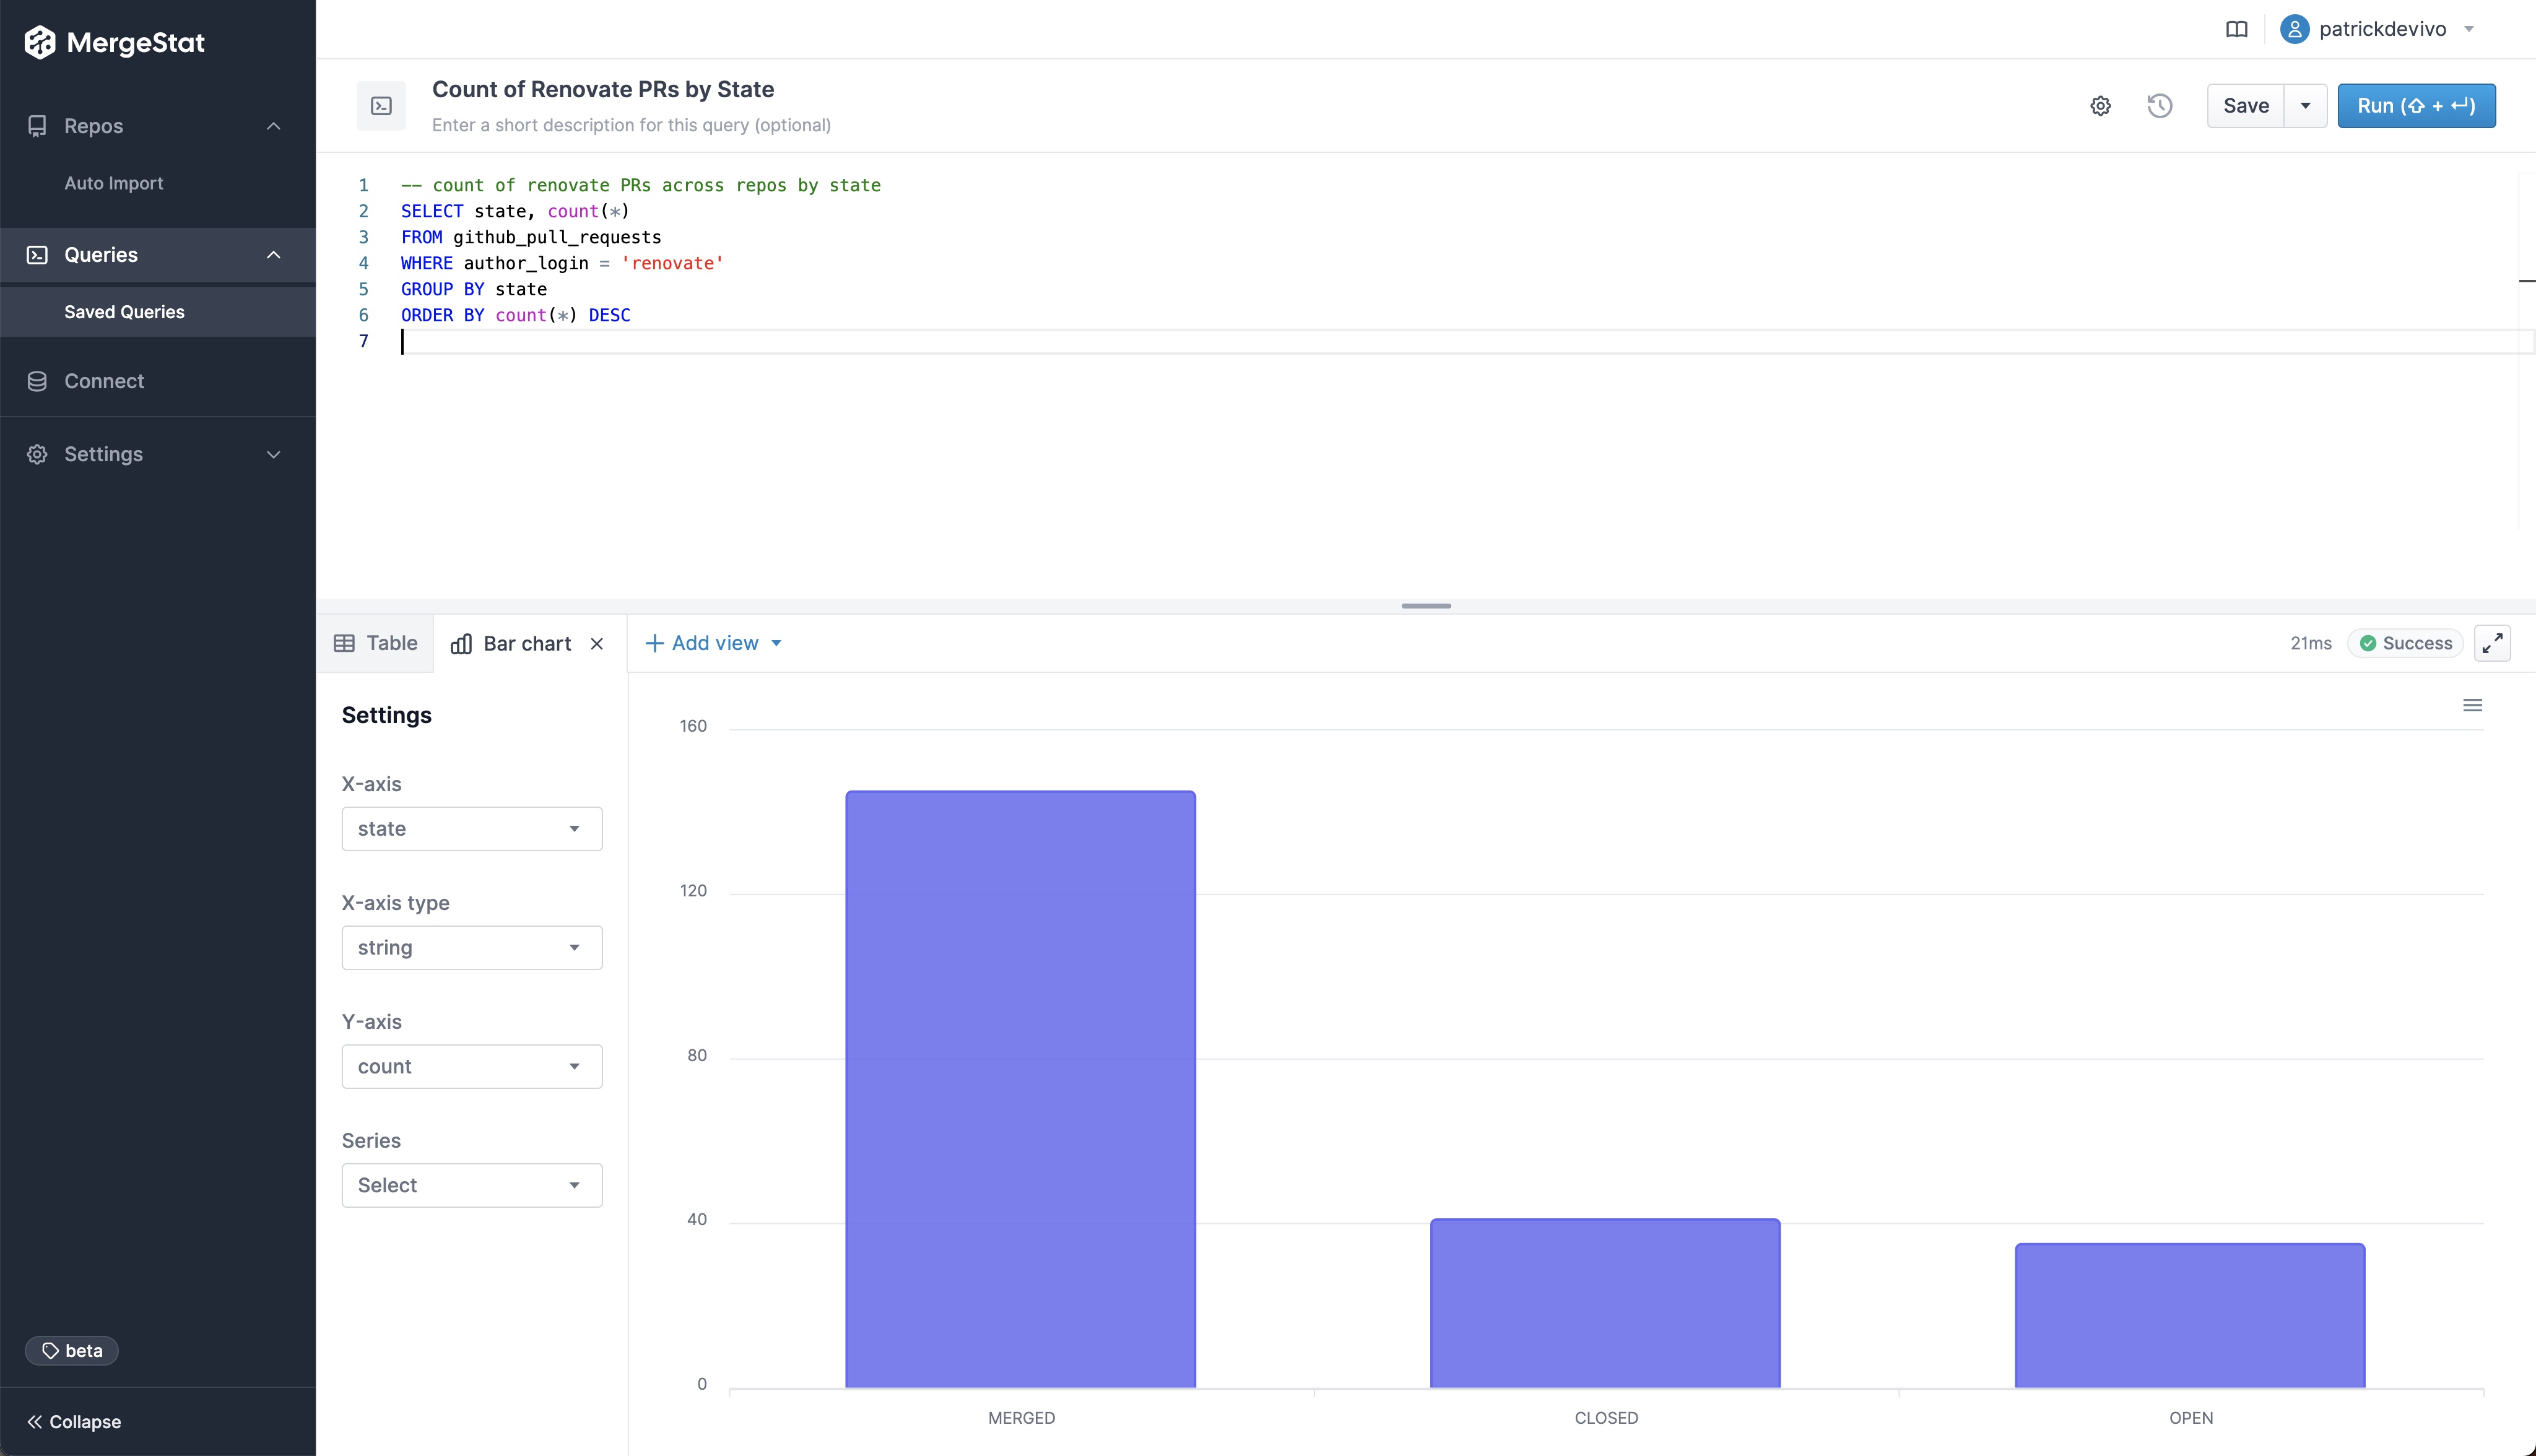 MergeStat
Repos
Auto Import
Queries
Saved Queries
Connect
Settings
beta
Collapse
patrickdevivo
Count of Renovate PRs by State
Enter a short description for this query (optional)
Save
Run (⇧ + ↵)
1 -- count of renovate PRs across repos by state
2 SELECT state, count(*)
3 FROM github_pull_requests
4 WHERE author_login = 'renovate'
5 GROUP BY state
6 ORDER BY count(*) DESC
7
Table
Bar chart
Add view
21ms
Success
Settings
X-axis
state
X-axis type
string
Y-axis
count
Series
Select
160
120
80
40
0
MERGED
CLOSED
OPEN